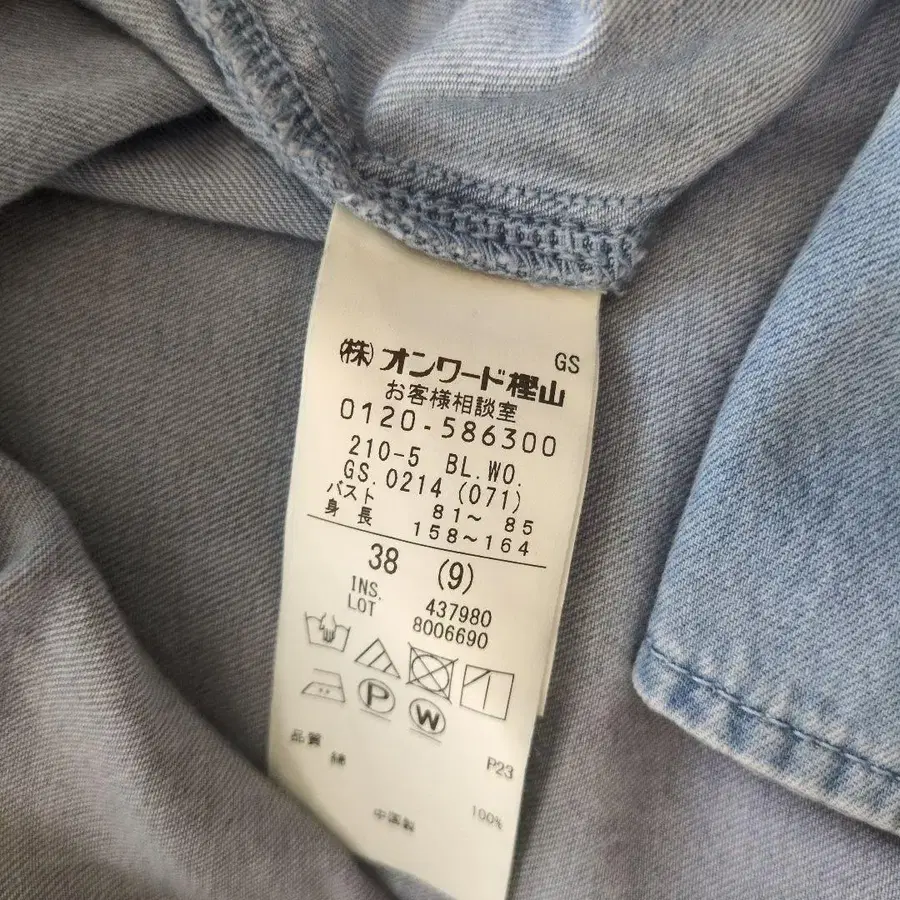 GS
(株)オンワード樫山
お客様相談室
0120-586300
210-5 BL.WO.
GS.0214(071)
バスト 81～85
身長 158～164
38 (9)
INS. 437980
LOT 8006690
P W
P23
品質
綿 100%
中国製